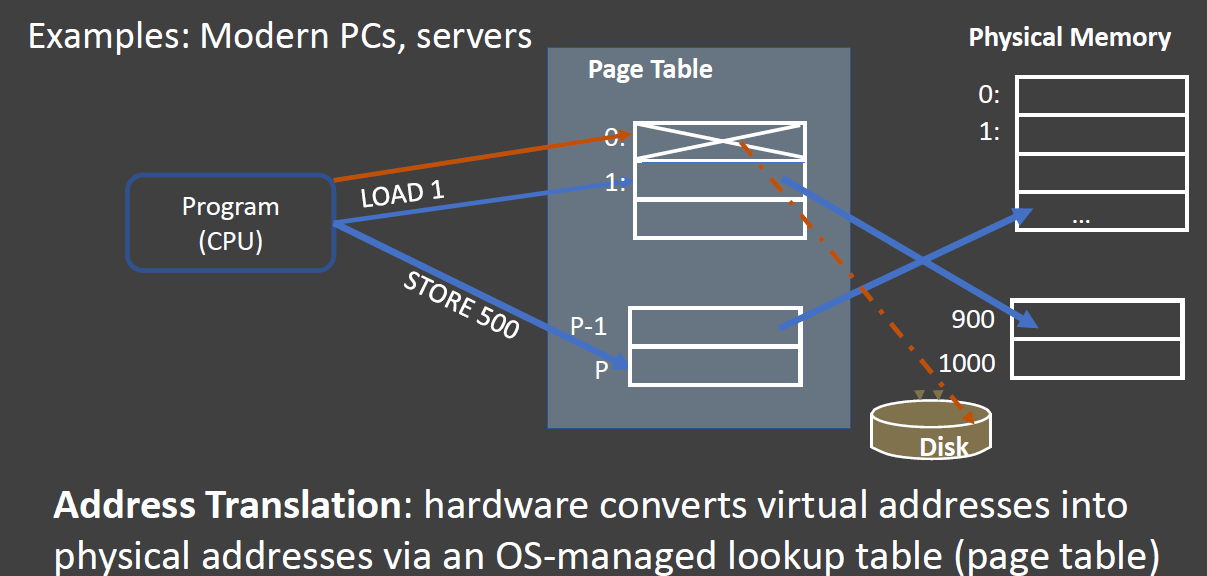 Examples: Modern PCs, servers
Physical Memory
Page Table
0:
1:
0:
1:
LOAD 1
Program
(CPU)
...
STORE 500
P-1
P
900
1000
Disk
Address Translation: hardware converts virtual addresses into
physical addresses via an OS-managed lookup table (page table)